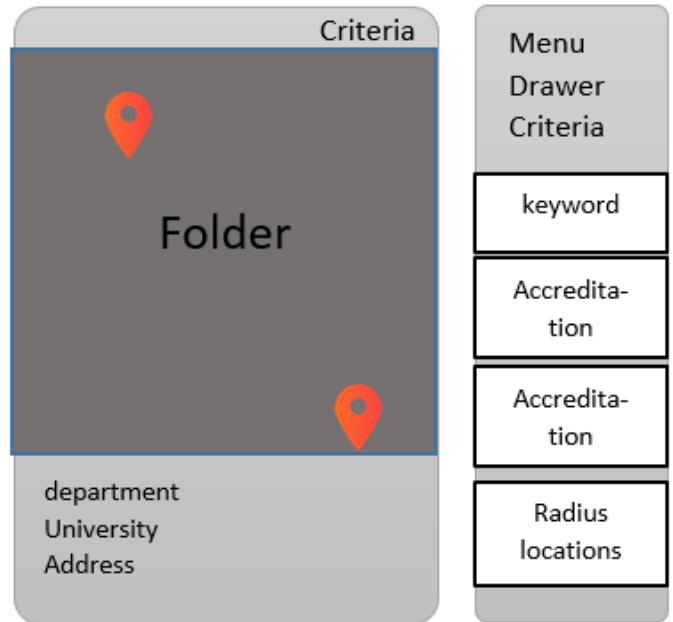 Criteria
Folder
department
University
Address
Menu
Drawer
Criteria
keyword
Accredita-
tion
Accredita-
tion
Radius
locations